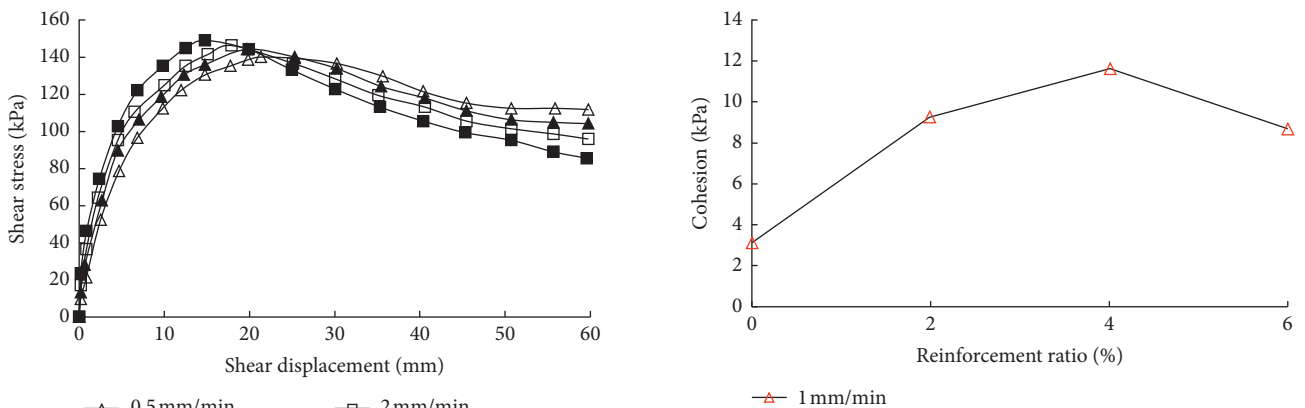 160
140
120
100
80
60
40
20
0
Shear stress (kPa)
0 10 20 30 40 50 60
Shear displacement (mm)
0.5 mm/min 2 mm/min
14
12
10
8
6
4
2
0
Cohesion (kPa)
0 2 4 6
Reinforcement ratio (%)
1 mm/min